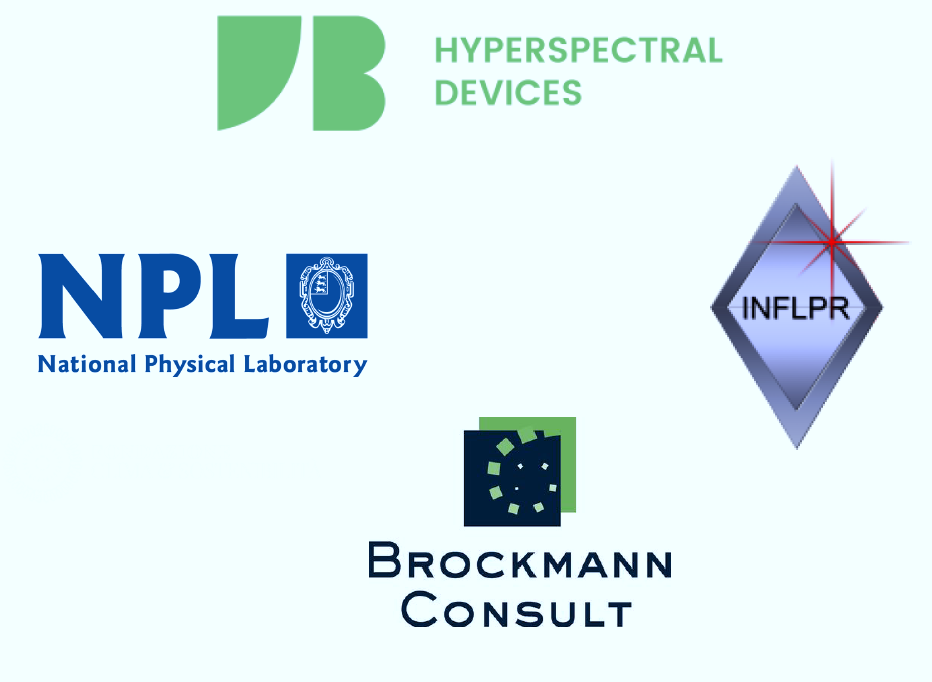 HYPERSPECTRAL
DEVICES
NPL
National Physical Laboratory
INFLPR
BROCKMANN
CONSULT